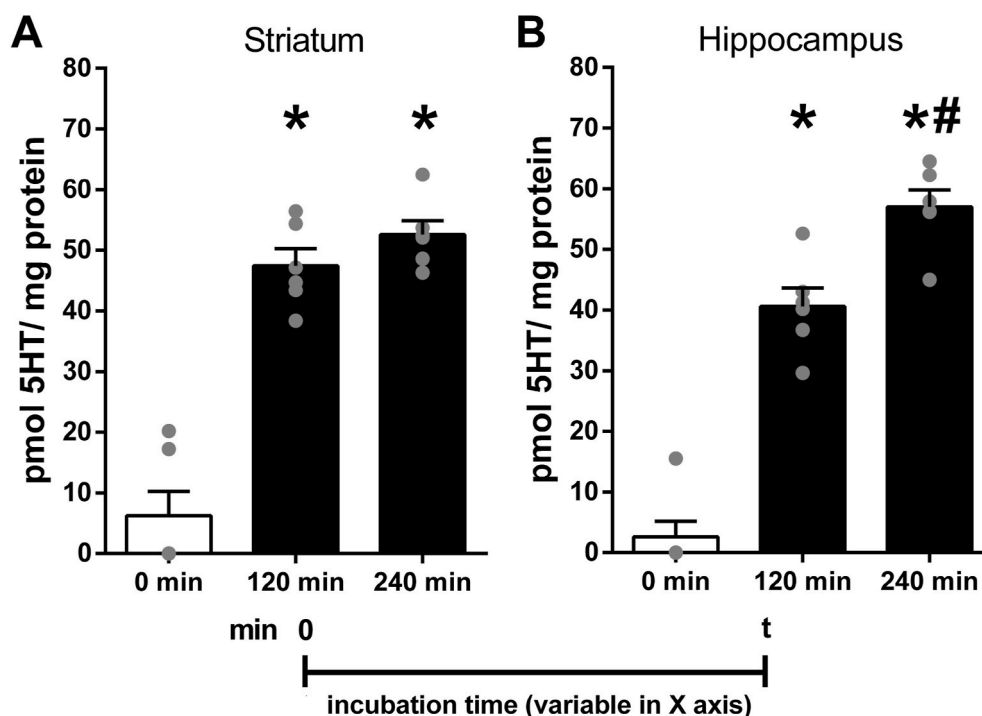 A
Striatum
pmol 5HT/ mg protein
80
70
60
50
40
30
20
10
0
*
*
0 min
120 min
240 min
B
Hippocampus
pmol 5HT/ mg protein
80
70
60
50
40
30
20
10
0
*
*#
0 min
120 min
240 min
min 0
t
incubation time (variable in X axis)